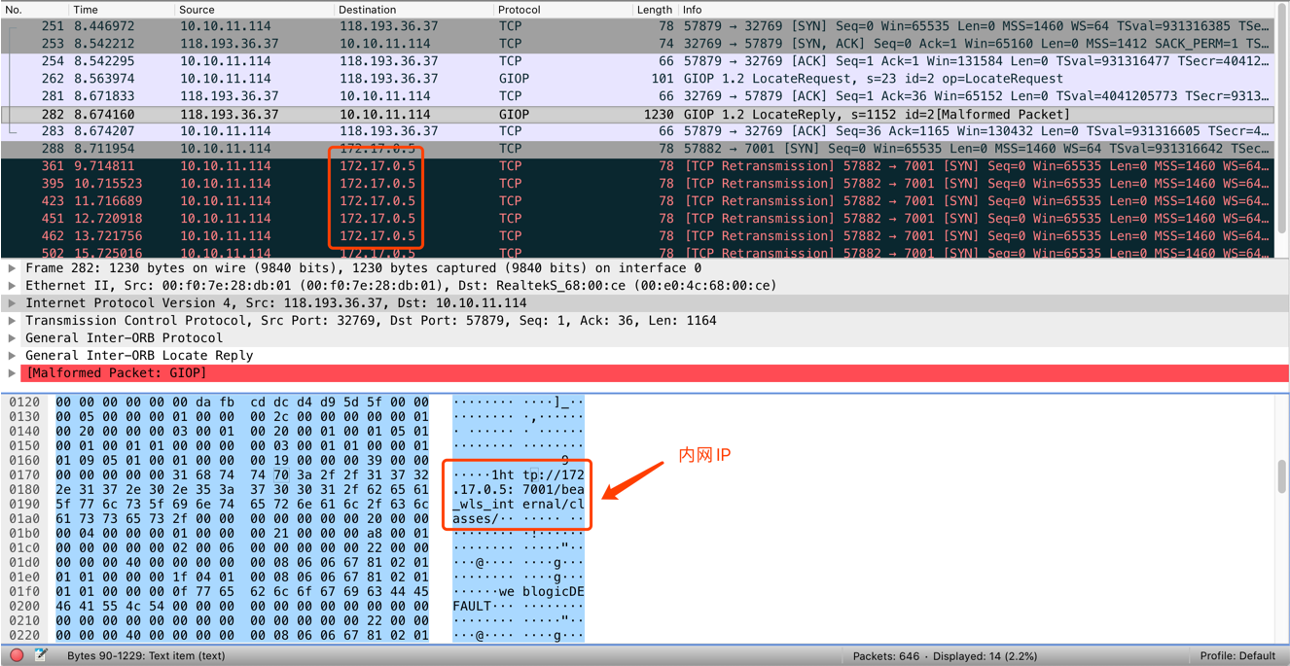 No. Time Source Destination Protocol Length Info
251 8.446972 10.10.11.114 118.193.36.37 TCP 78 57879 → 32769 [SYN] Seq=0 Win=65535 Len=0 MSS=1460 WS=64 TSval=931316385 TSe…
253 8.542212 118.193.36.37 10.10.11.114 TCP 74 32769 → 57879 [SYN, ACK] Seq=0 Ack=1 Win=65160 Len=0 MSS=1412 SACK_PERM=1 TS…
254 8.542295 10.10.11.114 118.193.36.37 TCP 66 57879 → 32769 [ACK] Seq=1 Ack=1 Win=131584 Len=0 TSval=931316477 TSecr=40412…
262 8.563974 10.10.11.114 118.193.36.37 GIOP 101 GIOP 1.2 LocateRequest, s=23 id=2 op=LocateRequest
281 8.671833 118.193.36.37 10.10.11.114 TCP 66 32769 → 57879 [ACK] Seq=1 Ack=36 Win=65152 Len=0 TSval=4041205773 TSecr=9313…
282 8.674160 118.193.36.37 10.10.11.114 GIOP 1230 GIOP 1.2 LocateReply, s=1152 id=2[Malformed Packet]
283 8.674207 10.10.11.114 118.193.36.37 TCP 66 57879 → 32769 [ACK] Seq=36 Ack=1165 Win=130432 Len=0 TSval=931316605 TSecr=4…
288 8.711954 10.10.11.114 172.17.0.5 TCP 78 57882 → 7001 [SYN] Seq=0 Win=65535 Len=0 MSS=1460 WS=64 TSval=931316642 TSec…
361 9.714811 10.10.11.114 172.17.0.5 TCP 78 [TCP Retransmission] 57882 → 7001 [SYN] Seq=0 Win=65535 Len=0 MSS=1460 WS=64…
395 10.715523 10.10.11.114 172.17.0.5 TCP 78 [TCP Retransmission] 57882 → 7001 [SYN] Seq=0 Win=65535 Len=0 MSS=1460 WS=64…
423 11.716689 10.10.11.114 172.17.0.5 TCP 78 [TCP Retransmission] 57882 → 7001 [SYN] Seq=0 Win=65535 Len=0 MSS=1460 WS=64…
451 12.720918 10.10.11.114 172.17.0.5 TCP 78 [TCP Retransmission] 57882 → 7001 [SYN] Seq=0 Win=65535 Len=0 MSS=1460 WS=64…
462 13.721756 10.10.11.114 172.17.0.5 TCP 78 [TCP Retransmission] 57882 → 7001 [SYN] Seq=0 Win=65535 Len=0 MSS=1460 WS=64…
502 15.725016 10.10.11.114 172.17.0.5 TCP 78 [TCP Retransmission] 57882 → 7001 [SYN] Seq=0 Win=65535 Len=0 MSS=1460 WS=64…
Frame 282: 1230 bytes on wire (9840 bits), 1230 bytes captured (9840 bits) on interface 0
Ethernet II, Src: 00:f0:7e:28:db:01 (00:f0:7e:28:db:01), Dst: RealtekS_68:00:ce (00:e0:4c:68:00:ce)
Internet Protocol Version 4, Src: 118.193.36.37, Dst: 10.10.11.114
Transmission Control Protocol, Src Port: 32769, Dst Port: 57879, Seq: 1, Ack: 36, Len: 1164
General Inter-ORB Protocol
General Inter-ORB Locate Reply
[Malformed Packet: GIOP]
0120 00 00 00 00 00 00 da fb cd dc d4 d9 5d 5f 00 00 ········ ····]_··
0130 00 05 00 00 00 01 00 00 00 2c 00 00 00 00 00 01 ········ ·,······
0140 00 20 00 00 00 03 00 01 00 20 00 01 00 01 05 01 · ······ · ······
0150 00 01 00 01 01 00 00 00 00 03 00 01 01 00 00 01 ········ ········
0160 01 09 05 01 00 01 00 00 00 19 00 00 00 39 00 00 ········ ·····9··
0170 00 00 00 00 00 31 68 74 74 70 3a 2f 2f 31 37 32 ·····1ht tp://172
0180 2e 31 37 2e 30 2e 35 3a 37 30 30 31 2f 62 65 61 .17.0.5: 7001/bea
0190 5f 77 6c 73 5f 69 6e 74 65 72 6e 61 6c 2f 63 6c _wls_int ernal/cl
01a0 61 73 73 65 73 2f 00 00 00 00 00 00 00 20 00 00 asses/·· ····· ··
01b0 00 04 00 00 00 01 00 00 00 21 00 00 00 a8 00 01 ········ ·!······
01c0 00 00 00 00 02 00 06 00 00 00 00 00 00 22 00 00 ········ ·····"··
01d0 00 00 00 40 00 00 00 00 00 08 06 06 67 81 02 01 ···@···· ····g···
01e0 01 01 00 00 00 1f 04 01 00 08 06 06 67 81 02 01 ········ ····g···
01f0 01 01 00 00 00 0f 77 65 62 6c 6f 67 69 63 44 45 ······we blogicDE
0200 46 41 55 4c 54 00 00 00 00 00 00 00 00 00 00 00 FAULT··· ········
0210 00 00 00 00 00 00 00 00 00 00 00 00 00 22 00 00 ········ ·····"··
0220 00 00 00 40 00 00 00 00 00 08 06 06 67 81 02 01 ···@···· ····g···
内网IP
Bytes 90-1229: Text item (text) Packets: 646 · Displayed: 14 (2.2%) Profile: Default